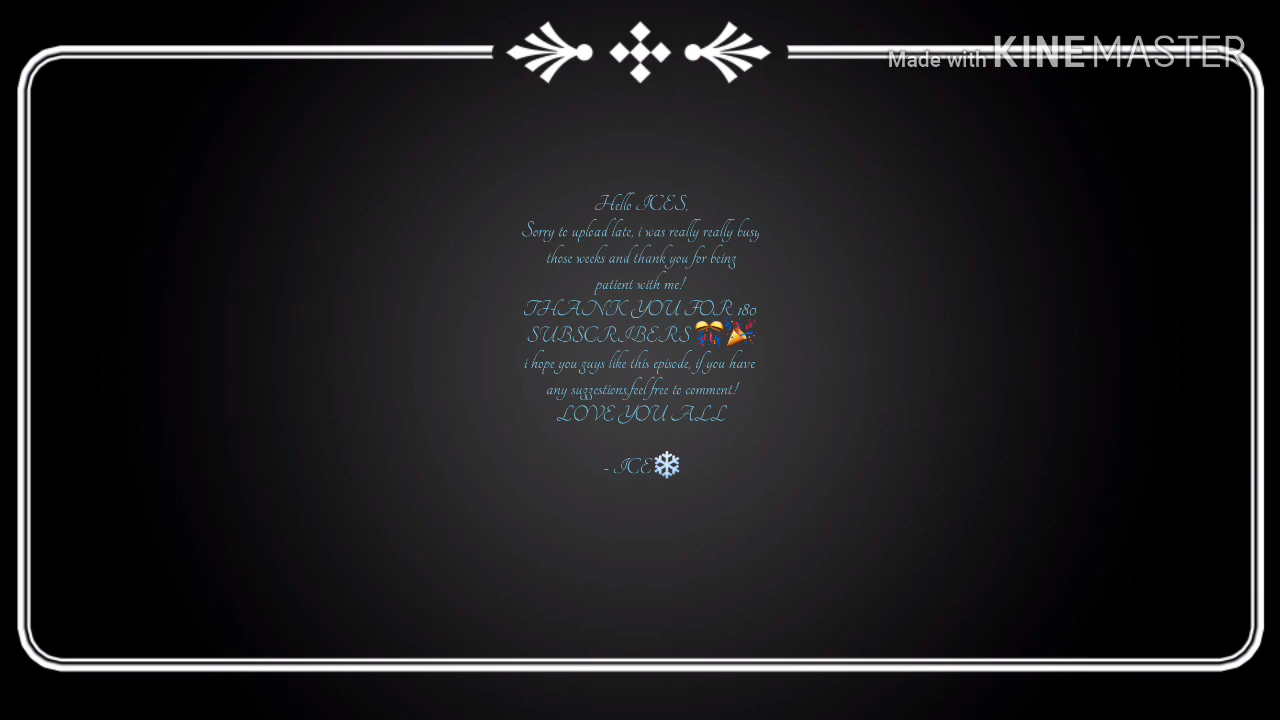 Made with KINEMASTER
Hello ICES,
Sorry to upload late, i was really really busy
those weeks and thank you for being
patient with me!
THANK YOU FOR 180
SUBSCRIBERS 🎊🎉
i hope you guys like this episode, if you have
any suggestions,feel free to comment!
LOVE YOU ALL
- ICE❄️